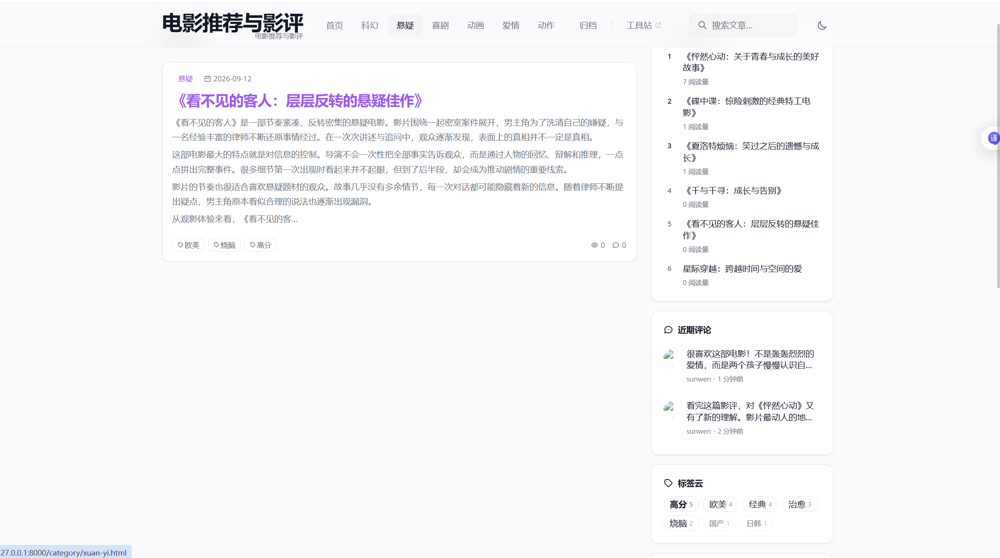 电影推荐与影评
电影推荐与影评
首页 科幻 悬疑 喜剧 动画 爱情 动作 归档 工具站 搜索文章...
悬疑 2026-09-12
《看不见的客人：层层反转的悬疑佳作》
《看不见的客人》是一部节奏紧凑、反转密集的悬疑电影。影片围绕一起密室案件展开，男主角为了洗清自己的嫌疑，与
一名经验丰富的律师不断还原事情经过。在一次次讲述与追问中，观众逐渐发现，表面上的真相并不一定是真相。
这部电影最大的特点就是对信息的控制。导演不会一次性把全部事实告诉观众，而是通过人物的回忆、辩解和推理，一点
点拼出完整事件。很多细节第一次出现时看起来并不起眼，但到了后半段，却会成为推动剧情的重要线索。
影片的节奏也很适合喜欢悬疑题材的观众。故事几乎没有多余情节，每一次对话都可能隐藏着新的信息。随着律师不断提
出疑点，男主角原本看似合理的说法也逐渐出现漏洞。
从观影体验来看，《看不见的客...
欧美 烧脑 高分 0 0
1 《怦然心动：关于青春与成长的美好
故事》
7 阅读量
2 《碟中谍：惊险刺激的经典特工电
影》
1 阅读量
3 《夏洛特烦恼：笑过之后的遗憾与成
长》
1 阅读量
4 《千与千寻：成长与告别》
0 阅读量
5 《看不见的客人：层层反转的悬疑佳
作》
0 阅读量
6 星际穿越：跨越时间与空间的爱
0 阅读量
近期评论
很喜欢这部电影！不是轰轰烈烈的
爱情，而是两个孩子慢慢认识自...
sunwen · 1 分钟前
看完这篇影评，对《怦然心动》又
有了新的理解。影片最动人的地...
sunwen · 2 分钟前
标签云
高分 5 欧美 4 经典 4 治愈 3
烧脑 2 国产 1 日韩 1
译
27.0.0.1:8000/category/xuan-yi.html